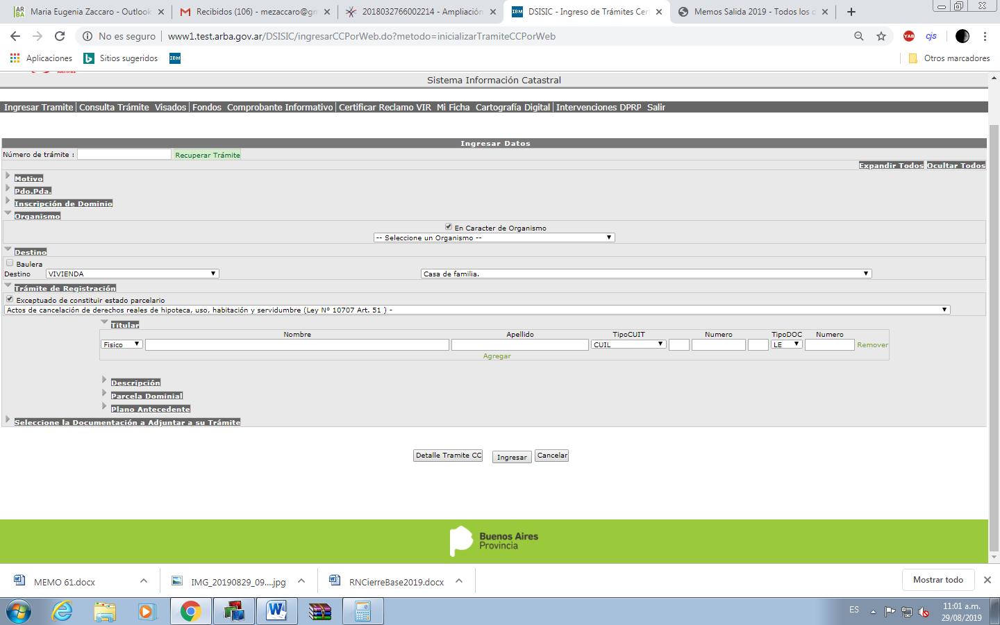 Maria Eugenia Zaccaro - Outlook
Recibidos (106) - mezaccaro@gm
2018032766002214 - Ampliación
IBM DSISIC - Ingreso de Trámites Cer
Memos Salida 2019 - Todos los d
No es seguro | www1.test.arba.gov.ar/DSISIC/ingresarCCPorWeb.do?metodo=inicializarTramiteCCPorWeb
YAB cjs
Aplicaciones Sitios sugeridos IBM Otros marcadores
Sistema Información Catastral
Ingresar Tramite Consulta Trámite Visados Fondos Comprobante Informativo Certificar Reclamo VIR Mi Ficha Cartografía Digital Intervenciones DPRP Salir
Ingresar Datos
Número de trámite : Recuperar Trámite
Expandir Todos Ocultar Todos
Motivo
Pdo.Pda.
Inscripción de Dominio
Organismo
En Caracter de Organismo
-- Seleccione un Organismo --
Destino
Baulera
Destino VIVIENDA Casa de familia.
Trámite de Registración
Exceptuado de constituir estado parcelario
Actos de cancelación de derechos reales de hipoteca, uso, habitación y servidumbre (Ley Nº 10707 Art. 51 ) -
Titular
Nombre Apellido TipoCUIT Numero TipoDOC Numero
Fisico CUIL LE Remover
Agregar
Descripción
Parcela Dominial
Plano Antecedente
Seleccione la Documentación a Adjuntar a su Trámite
Detalle Tramite CC Ingresar Cancelar
Buenos Aires
Provincia
MEMO 61.docx IMG_20190829_09....jpg RNCierreBase2019.docx Mostrar todo
ES 11:01 a.m.
29/08/2019